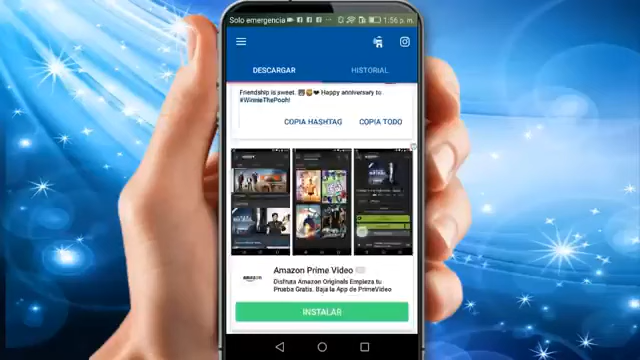 Solo emergencia
1:56 p. m.
DESCARGAR
HISTORIAL
Friendship is sweet. 🐻🍯❤ Happy anniversary to
#WinnieThePooh!
COPIA HASHTAG
COPIA TODO
Amazon Prime Video
amazon
Disfruta Amazon Originals Empieza tu
Prueba Gratis. Baja la App de PrimeVideo
INSTALAR